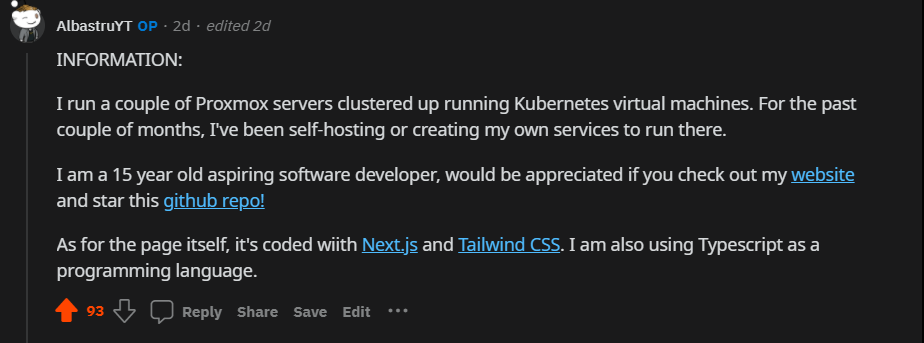 AlbastruYT OP · 2d · edited 2d
INFORMATION:
I run a couple of Proxmox servers clustered up running Kubernetes virtual machines. For the past
couple of months, I've been self-hosting or creating my own services to run there.
I am a 15 year old aspiring software developer, would be appreciated if you check out my website
and star this github repo!
As for the page itself, it's coded wiith Next.js and Tailwind CSS. I am also using Typescript as a
programming language.
93 Reply Share Save Edit ···